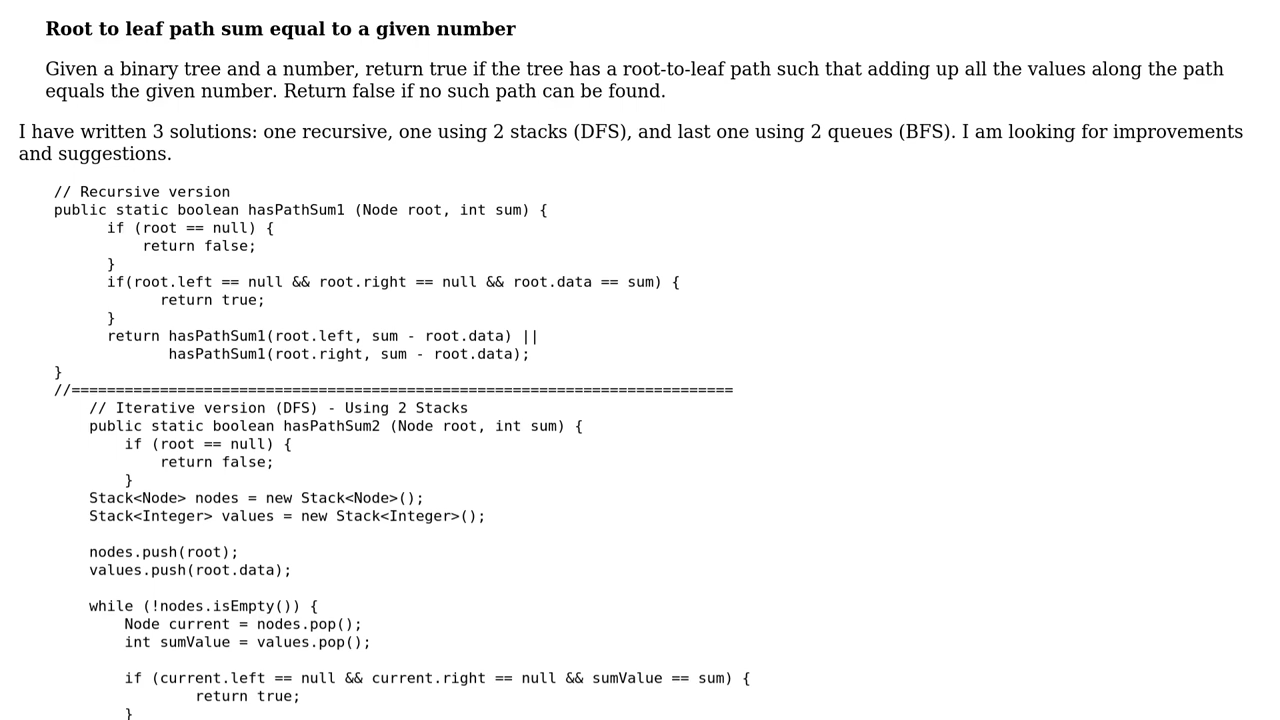 Root to leaf path sum equal to a given number
Given a binary tree and a number, return true if the tree has a root-to-leaf path such that adding up all the values along the path
equals the given number. Return false if no such path can be found.
I have written 3 solutions: one recursive, one using 2 stacks (DFS), and last one using 2 queues (BFS). I am looking for improvements
and suggestions.
// Recursive version
public static boolean hasPathSum1 (Node root, int sum) {
      if (root == null) {
          return false;
      }
      if(root.left == null && root.right == null && root.data == sum) {
            return true;
      }
      return hasPathSum1(root.left, sum - root.data) ||
             hasPathSum1(root.right, sum - root.data);
}
//===========================================================================
    // Iterative version (DFS) - Using 2 Stacks
    public static boolean hasPathSum2 (Node root, int sum) {
        if (root == null) {
            return false;
        }
    Stack<Node> nodes = new Stack<Node>();
    Stack<Integer> values = new Stack<Integer>();

    nodes.push(root);
    values.push(root.data);

    while (!nodes.isEmpty()) {
        Node current = nodes.pop();
        int sumValue = values.pop();

        if (current.left == null && current.right == null && sumValue == sum) {
                return true;
        }